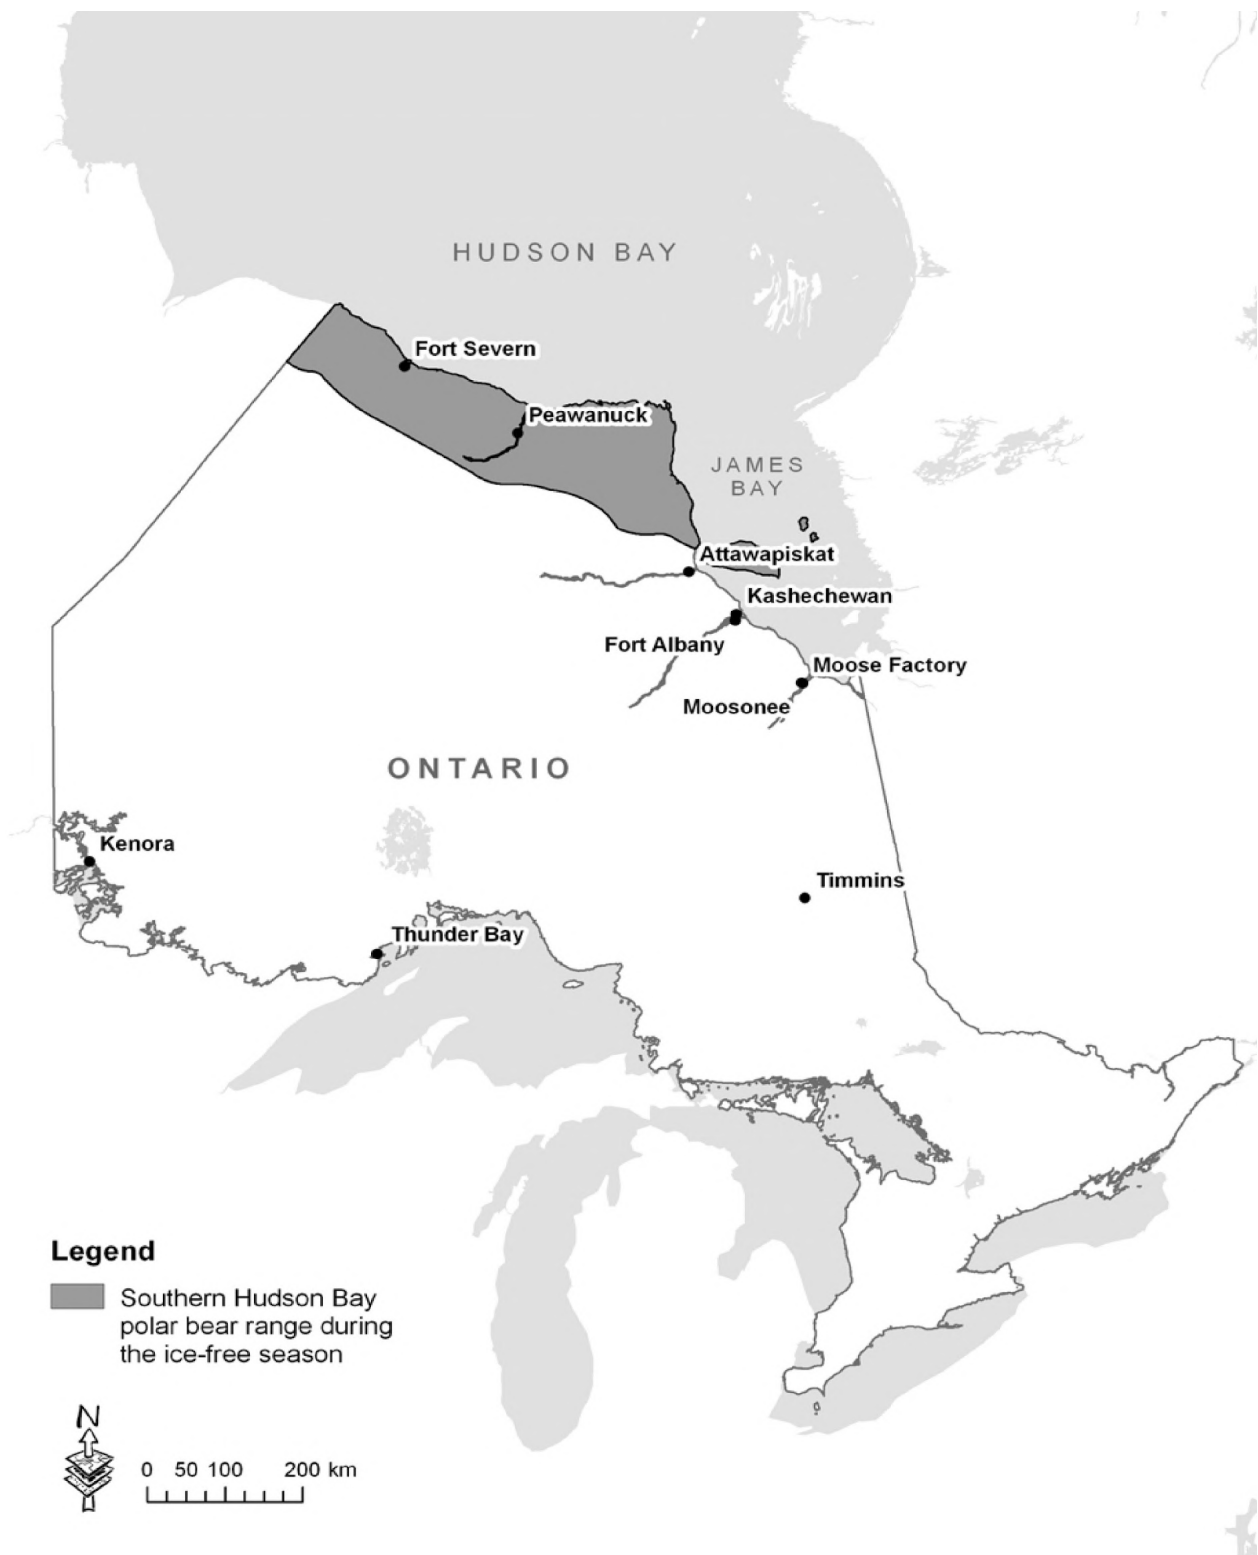 HUDSON BAY
Fort Severn
Peawanuck
JAMES
BAY
Attawapiskat
Kashechewan
Fort Albany
Moose Factory
Moosonee
ONTARIO
Kenora
Timmins
Thunder Bay
Legend
Southern Hudson Bay
polar bear range during
the ice-free season
N
0 50 100 200 km